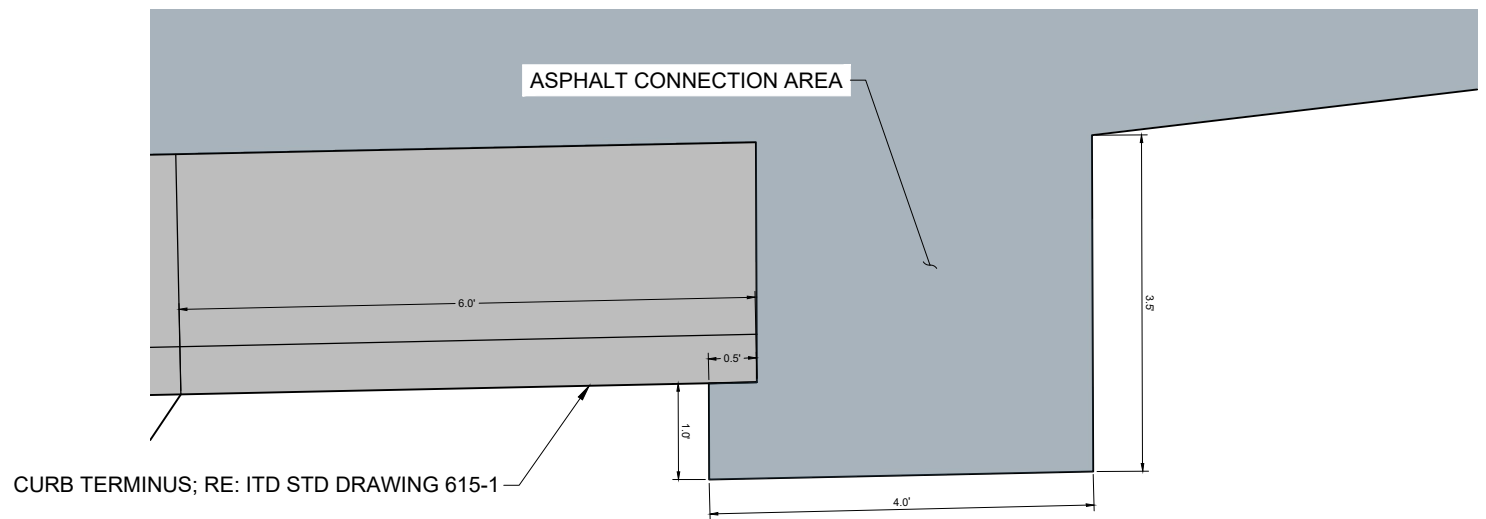 ASPHALT CONNECTION AREA
6.0'
3.5'
0.5'
1.0'
CURB TERMINUS; RE: ITD STD DRAWING 615-1
4.0'